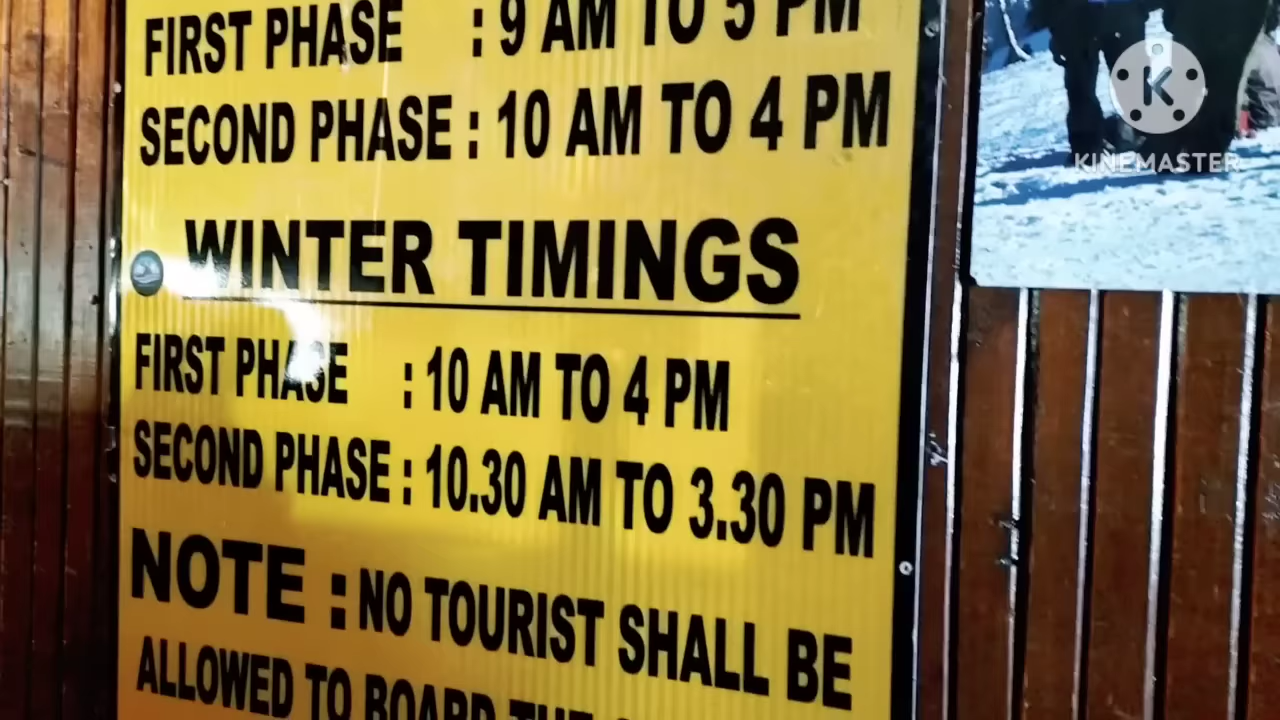 FIRST PHASE : 9 AM TO 5 PM
SECOND PHASE : 10 AM TO 4 PM
WINTER TIMINGS
FIRST PHASE : 10 AM TO 4 PM
SECOND PHASE : 10.30 AM TO 3.30 PM
NOTE : NO TOURIST SHALL BE
ALLOWED TO BOARD THE
K
KINEMASTER